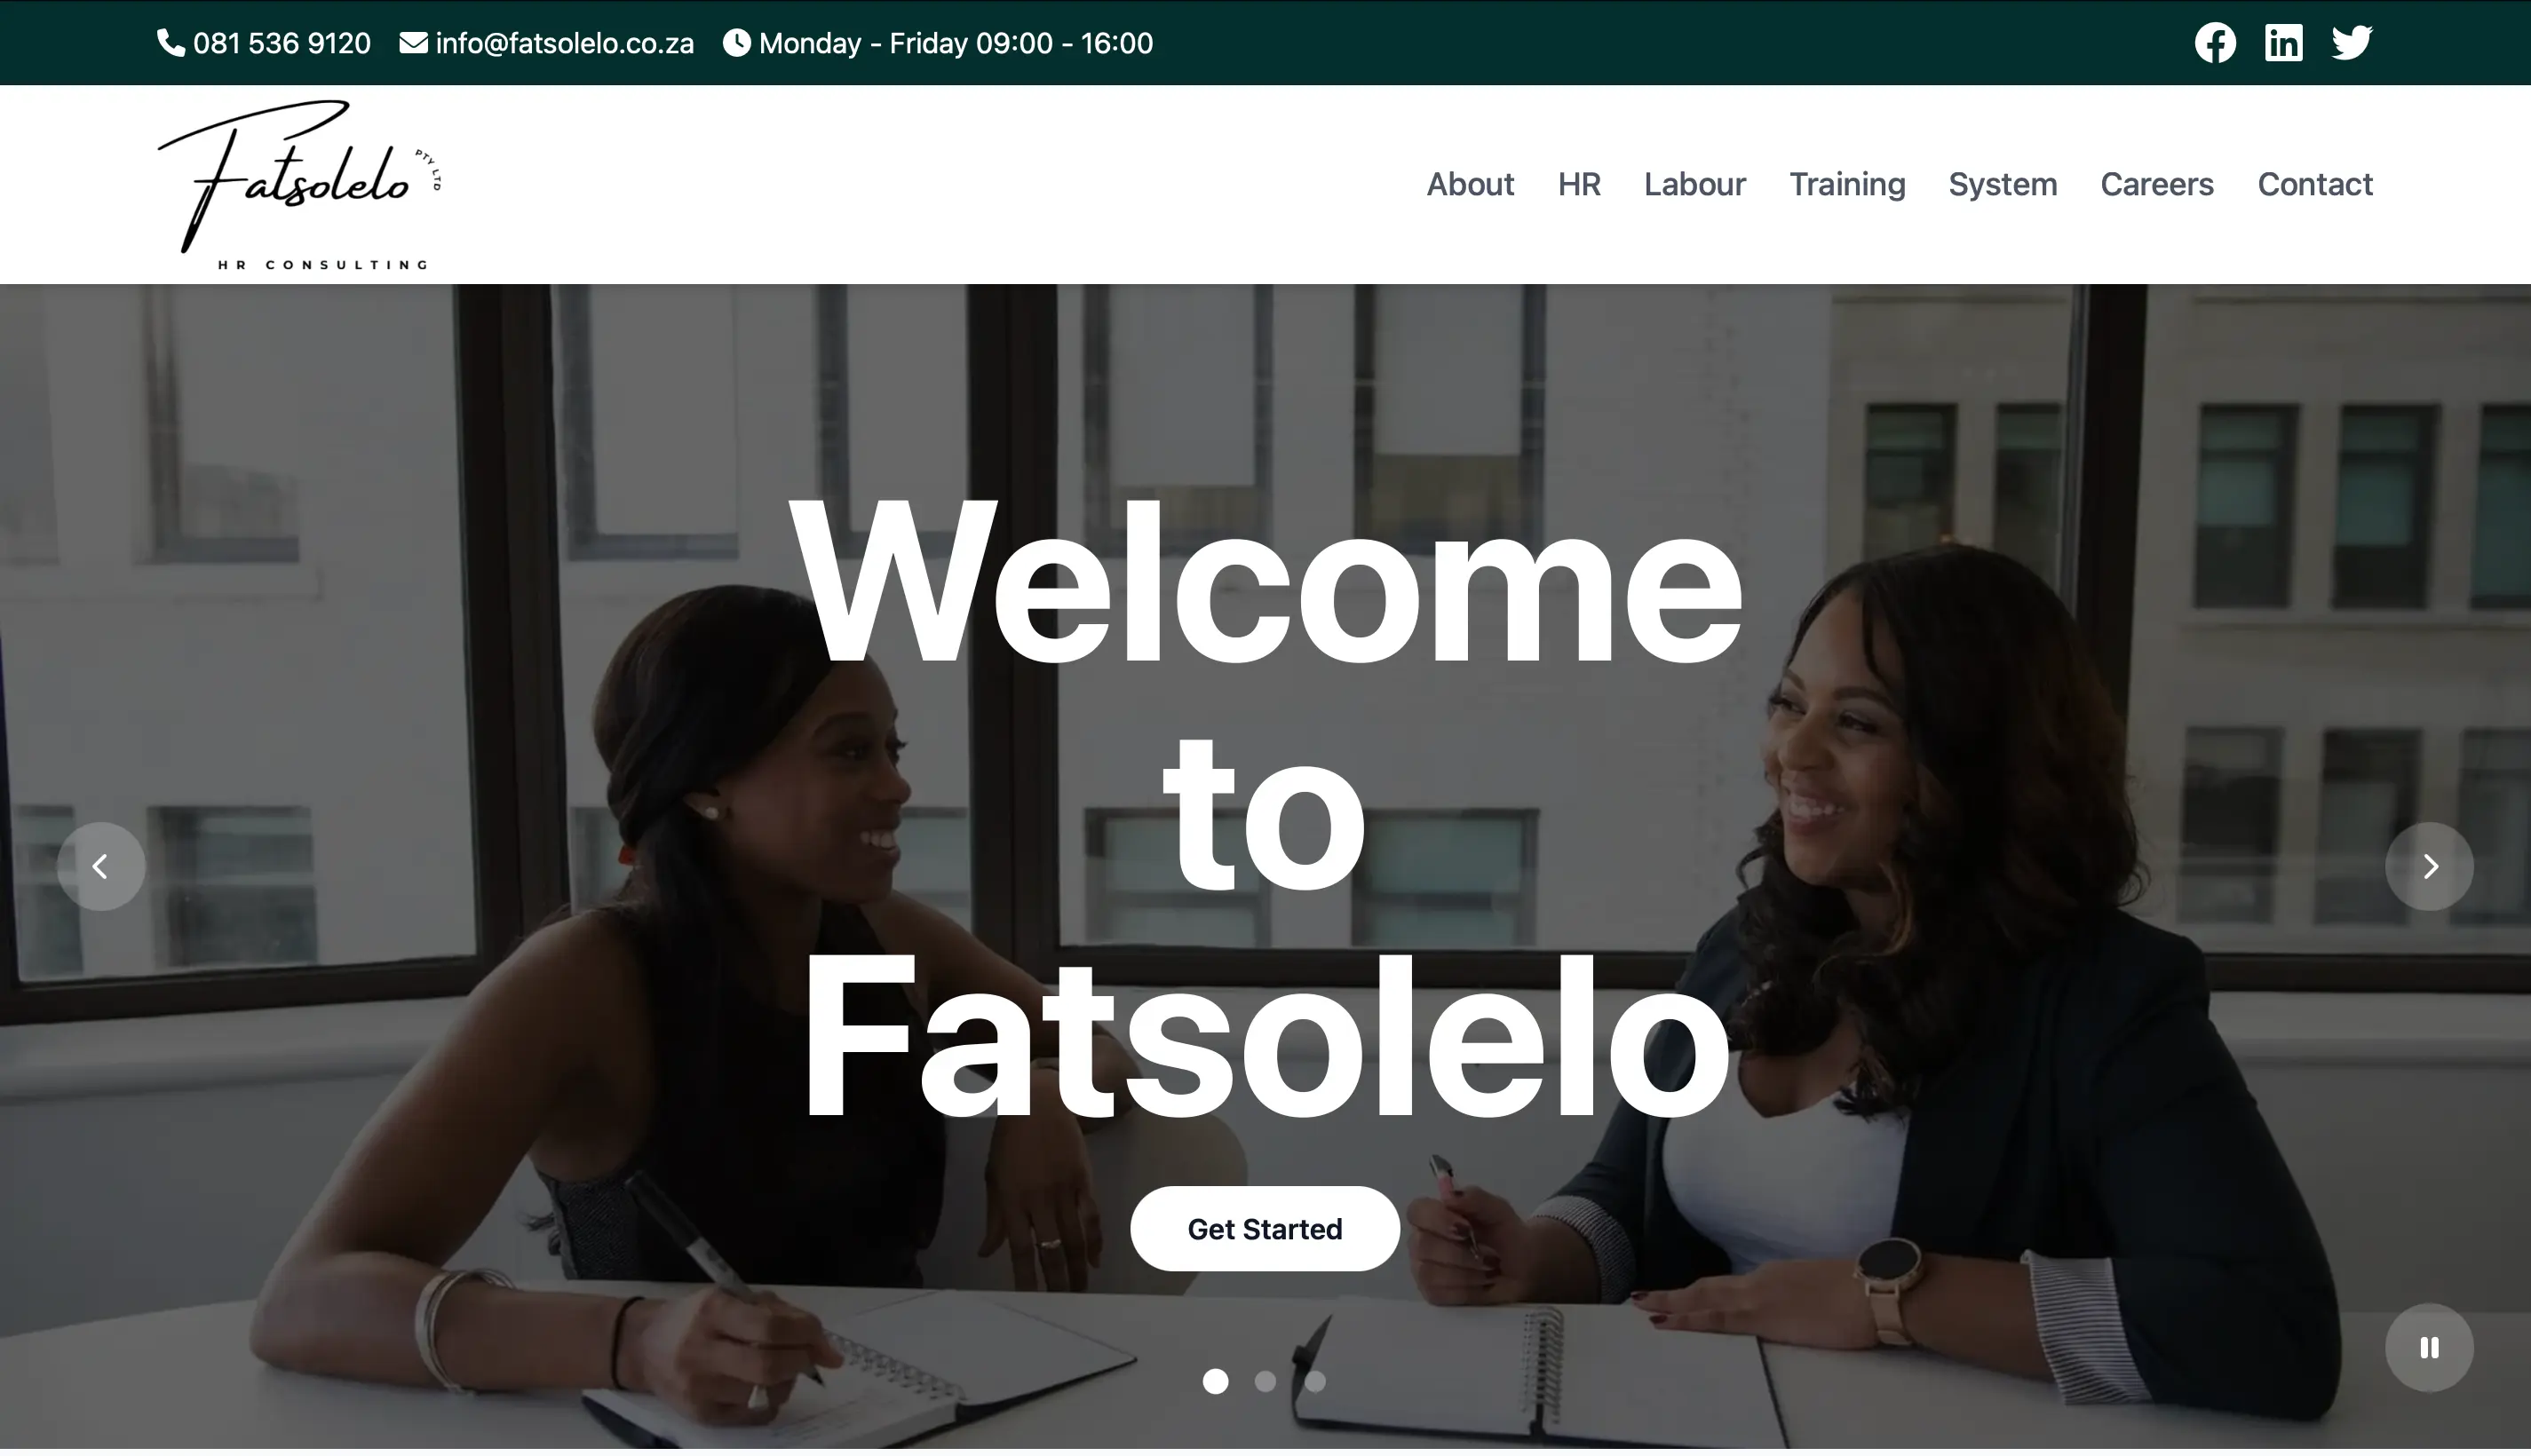 081 536 9120 info@fatsolelo.co.za Monday - Friday 09:00 - 16:00
Fatsolelo PTY LTD
HR CONSULTING
About HR Labour Training System Careers Contact
Welcome
to
Fatsolelo
Get Started